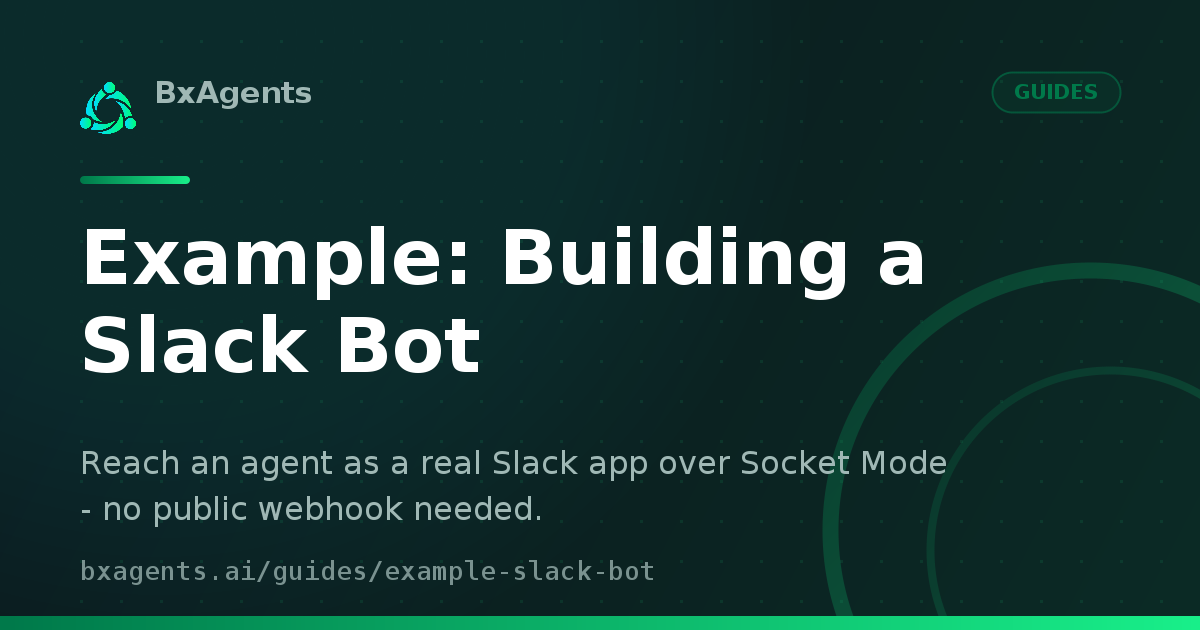 BxAgents
GUIDES
Example: Building a
Slack Bot
Reach an agent as a real Slack app over Socket Mode
- no public webhook needed.
bxagents.ai/guides/example-slack-bot